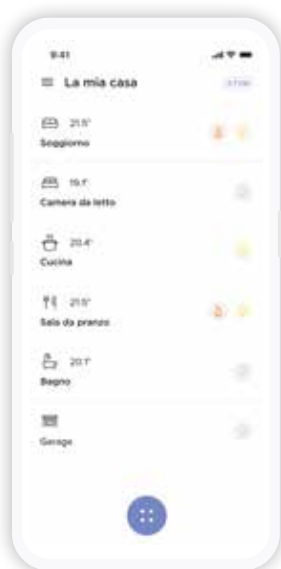 9:41
La mia casa
21.5°
Soggiorno
19.1°
Camera da letto
20.4°
Cucina
21.5°
Sala da pranzo
20.1°
Bagno
Garage